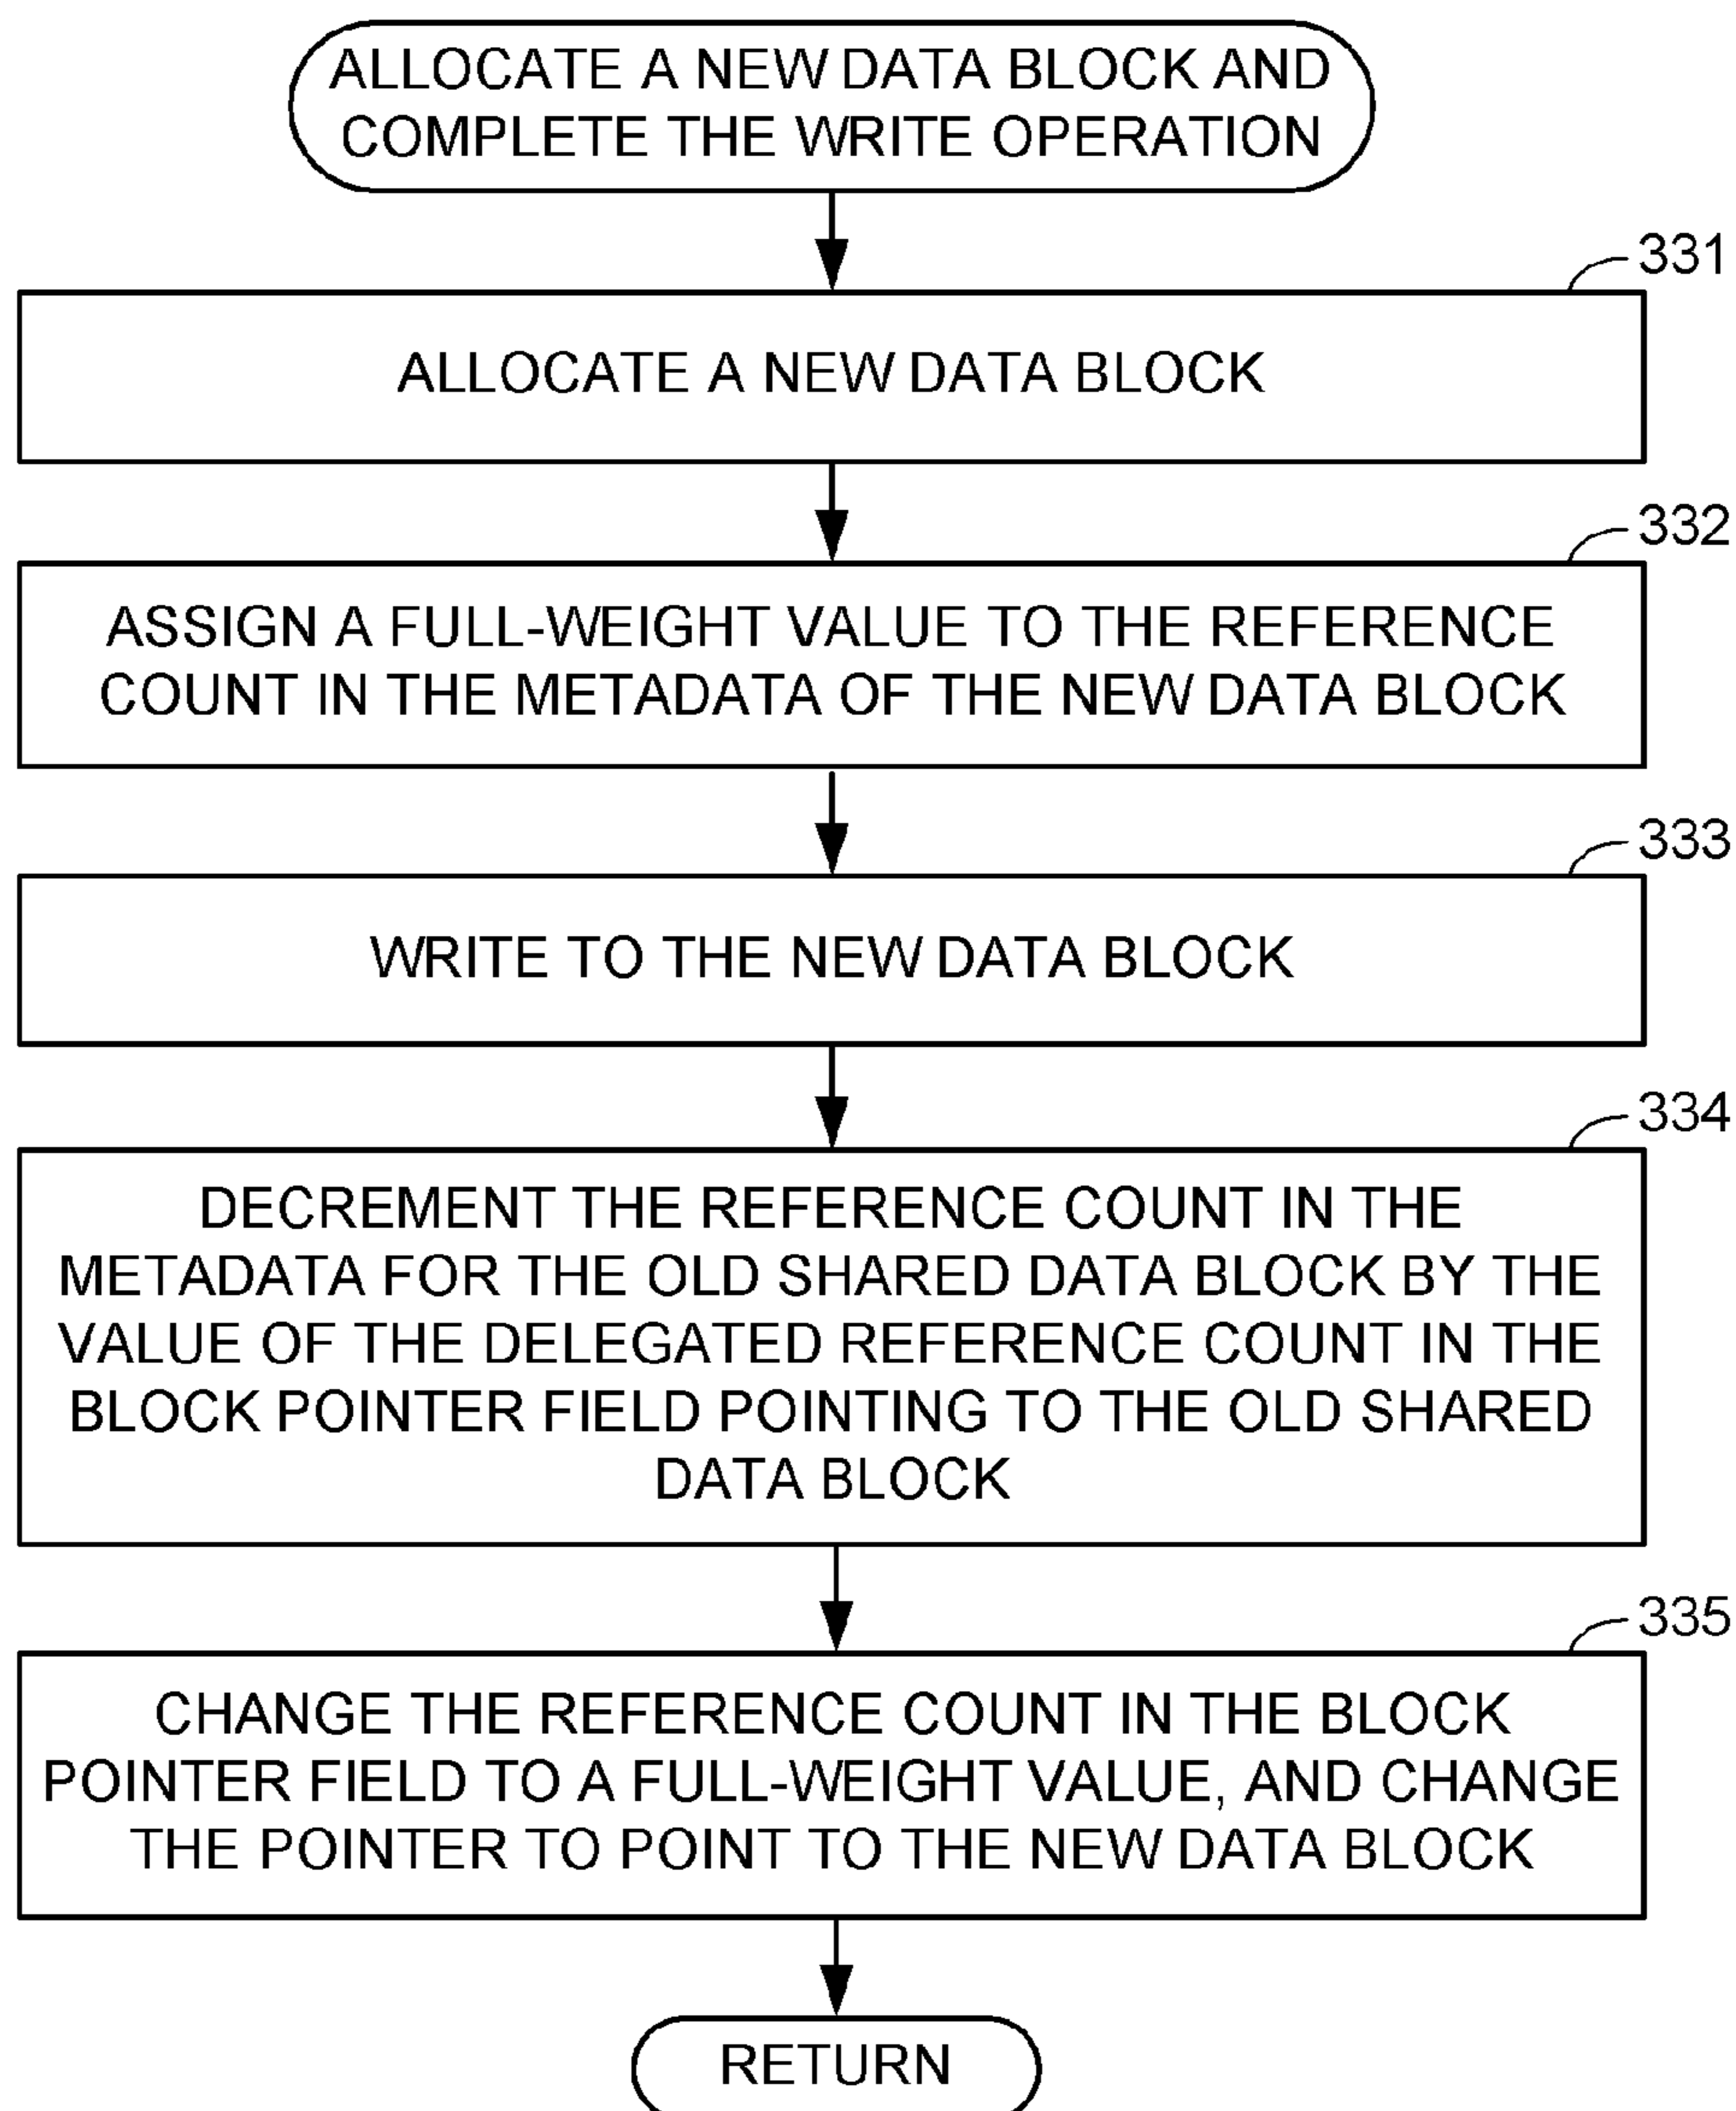 ALLOCATE A NEW DATA BLOCK AND
COMPLETE THE WRITE OPERATION
331
ALLOCATE A NEW DATA BLOCK
332
ASSIGN A FULL-WEIGHT VALUE TO THE REFERENCE
COUNT IN THE METADATA OF THE NEW DATA BLOCK
333
WRITE TO THE NEW DATA BLOCK
334
DECREMENT THE REFERENCE COUNT IN THE
METADATA FOR THE OLD SHARED DATA BLOCK BY THE
VALUE OF THE DELEGATED REFERENCE COUNT IN THE
BLOCK POINTER FIELD POINTING TO THE OLD SHARED
DATA BLOCK
335
CHANGE THE REFERENCE COUNT IN THE BLOCK
POINTER FIELD TO A FULL-WEIGHT VALUE, AND CHANGE
THE POINTER TO POINT TO THE NEW DATA BLOCK
RETURN